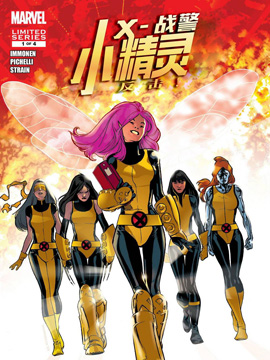 MARVEL
LIMITED
SERIES
1 OF 4
IMMONEN
PICHELLI
STRAIN
X-战警
小精灵